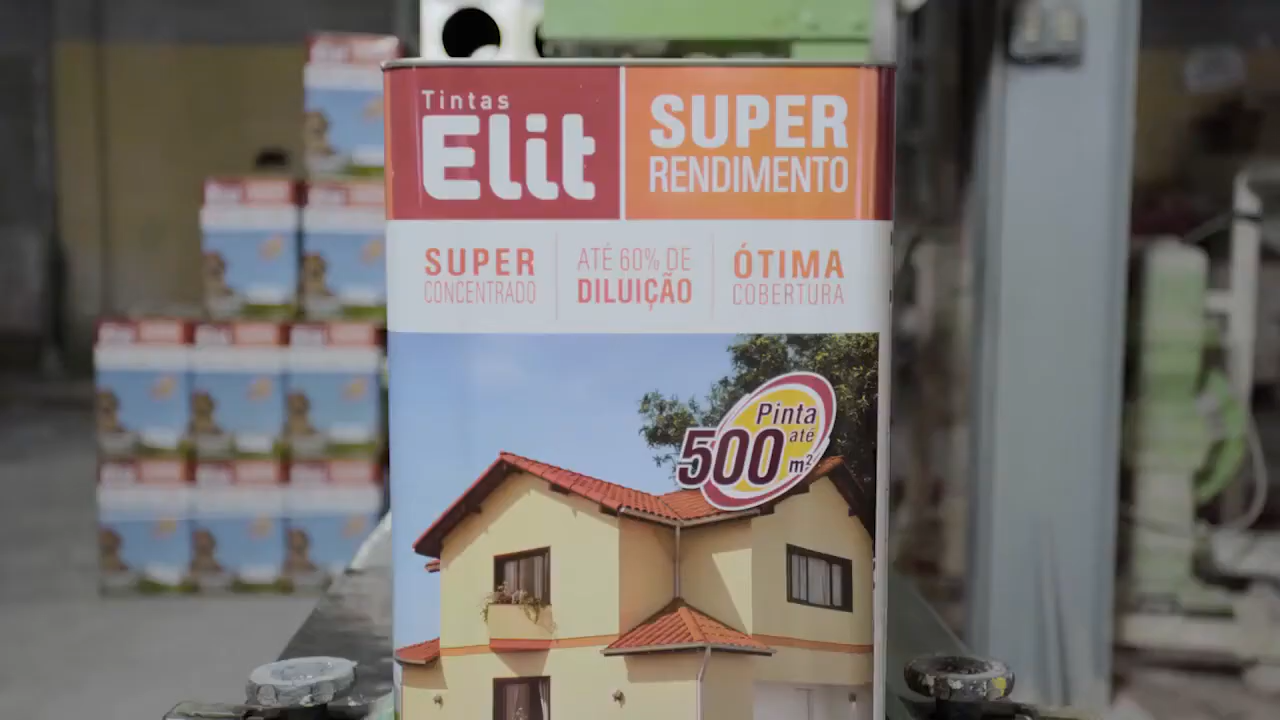 Tintas
Elit
SUPER
RENDIMENTO
SUPER
CONCENTRADO
ATÉ 60% DE
DILUIÇÃO
ÓTIMA
COBERTURA
Pinta
500 até
m²